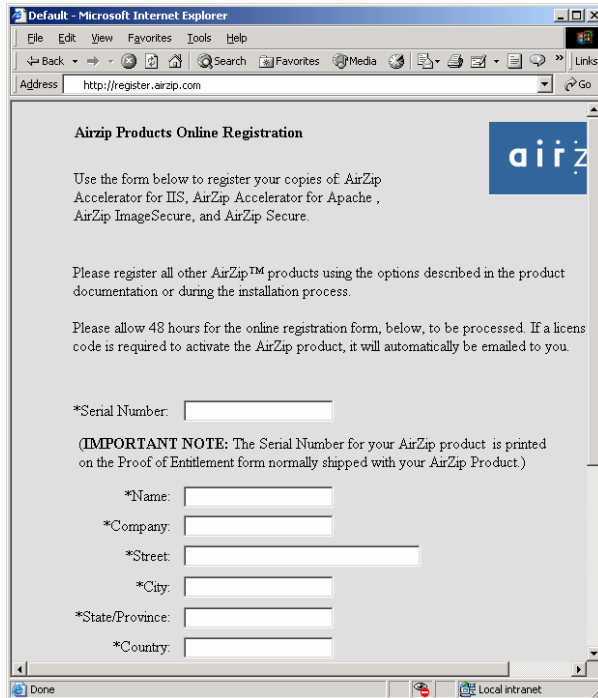 Default - Microsoft Internet Explorer
File Edit View Favorites Tools Help
Back Search Favorites Media » Links
Address http://register.airzip.com Go
Airzip Products Online Registration
airz
Use the form below to register your copies of: AirZip
Accelerator for IIS, AirZip Accelerator for Apache ,
AirZip ImageSecure, and AirZip Secure.
Please register all other AirZip™ products using the options described in the product
documentation or during the installation process.
Please allow 48 hours for the online registration form, below, to be processed. If a licens
code is required to activate the AirZip product, it will automatically be emailed to you.
*Serial Number:
(IMPORTANT NOTE: The Serial Number for your AirZip product is printed
on the Proof of Entitlement form normally shipped with your AirZip Product.)
*Name:
*Company:
*Street:
*City:
*State/Province:
*Country:
Done Local intranet